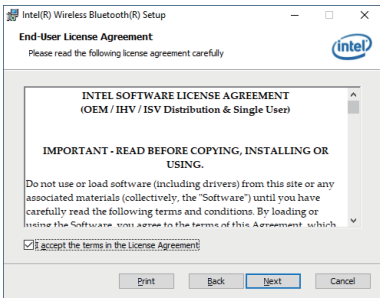 Intel(R) Wireless Bluetooth(R) Setup
End-User License Agreement
Please read the following license agreement carefully
intel
INTEL SOFTWARE LICENSE AGREEMENT
(OEM / IHV / ISV Distribution & Single User)
IMPORTANT - READ BEFORE COPYING, INSTALLING OR
USING.
Do not use or load software (including drivers) from this site or any
associated materials (collectively, the "Software") until you have
carefully read the following terms and conditions. By loading or
using the Software, you agree to the terms of this Agreement, which
I accept the terms in the License Agreement
Print Back Next Cancel